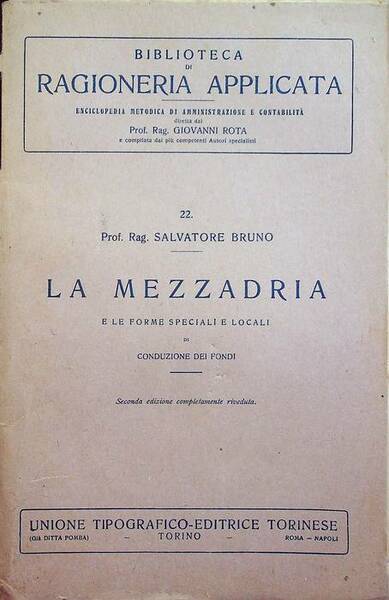 BIBLIOTECA
DI
RAGIONERIA APPLICATA
ENCICLOPEDIA METODICA DI AMMINISTRAZIONE E CONTABILITÀ
diretta dal
Prof. Rag. GIOVANNI ROTA
e compilata dai più competenti Autori specialisti
22.
Prof. Rag. SALVATORE BRUNO
LA MEZZADRIA
E LE FORME SPECIALI E LOCALI
DI
CONDUZIONE DEI FONDI
Seconda edizione completamente riveduta.
UNIONE TIPOGRAFICO-EDITRICE TORINESE
(GIÀ DITTA POMBA) – TORINO – ROMA – NAPOLI